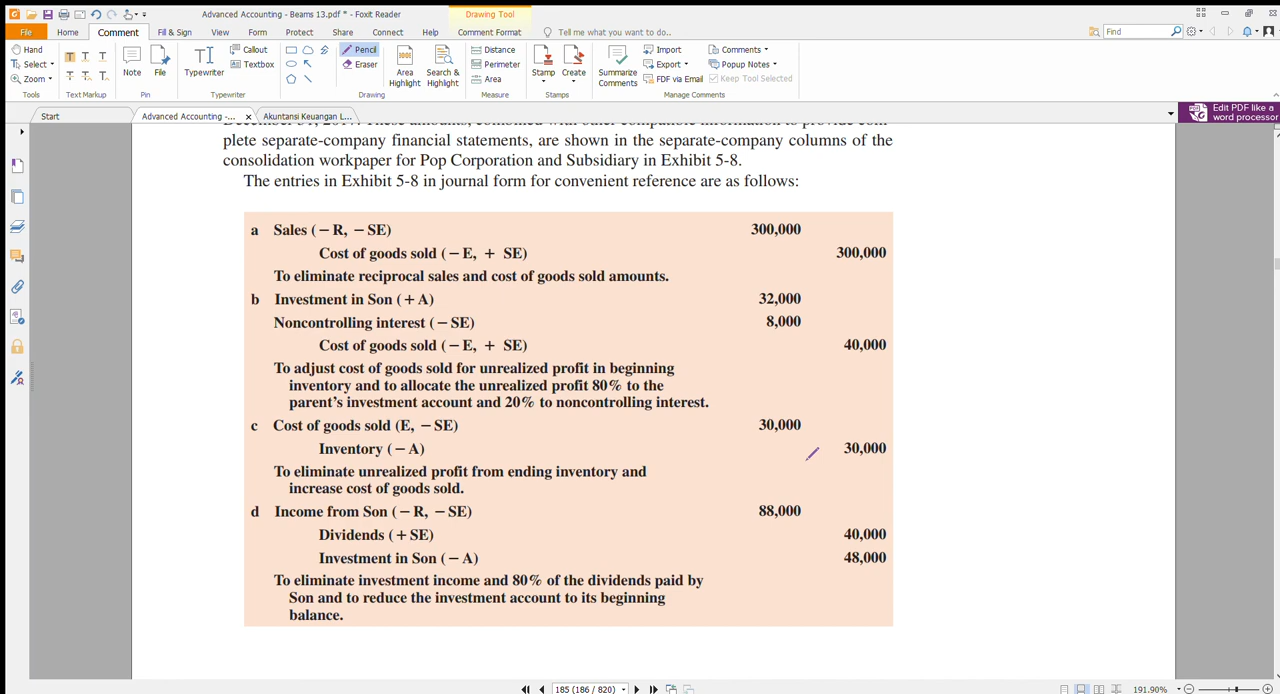 Advanced Accounting - Beams 13.pdf * - Foxit Reader
Drawing Tool
File Home Comment Fill & Sign View Form Protect Share Connect Help Comment Format Tell me what you want to do.. Find
Hand
Select
Zoom
Tools
Text Markup
Note
File
Pin
Typewriter
Callout
Textbox
Typewriter
Pencil
Eraser
Area Highlight
Search & Highlight
Drawing
Distance
Perimeter
Area
Measure
Stamp
Create
Stamps
Summarize Comments
Import
Export
FDF via Email
Comments
Popup Notes
Keep Tool Selected
Manage Comments
Start
Advanced Accounting -...
Akuntansi Keuangan L...
Edit PDF like a
word processor
plete separate-company financial statements, are shown in the separate-company columns of the
consolidation workpaper for Pop Corporation and Subsidiary in Exhibit 5-8.
The entries in Exhibit 5-8 in journal form for convenient reference are as follows:
a Sales (– R, – SE) 300,000
Cost of goods sold (– E, + SE) 300,000
To eliminate reciprocal sales and cost of goods sold amounts.
b Investment in Son (+ A) 32,000
Noncontrolling interest (– SE) 8,000
Cost of goods sold (– E, + SE) 40,000
To adjust cost of goods sold for unrealized profit in beginning
inventory and to allocate the unrealized profit 80% to the
parent's investment account and 20% to noncontrolling interest.
c Cost of goods sold (E, – SE) 30,000
Inventory (– A) 30,000
To eliminate unrealized profit from ending inventory and
increase cost of goods sold.
d Income from Son (– R, – SE) 88,000
Dividends (+ SE) 40,000
Investment in Son (– A) 48,000
To eliminate investment income and 80% of the dividends paid by
Son and to reduce the investment account to its beginning
balance.
185 (186 / 820)
191.90%